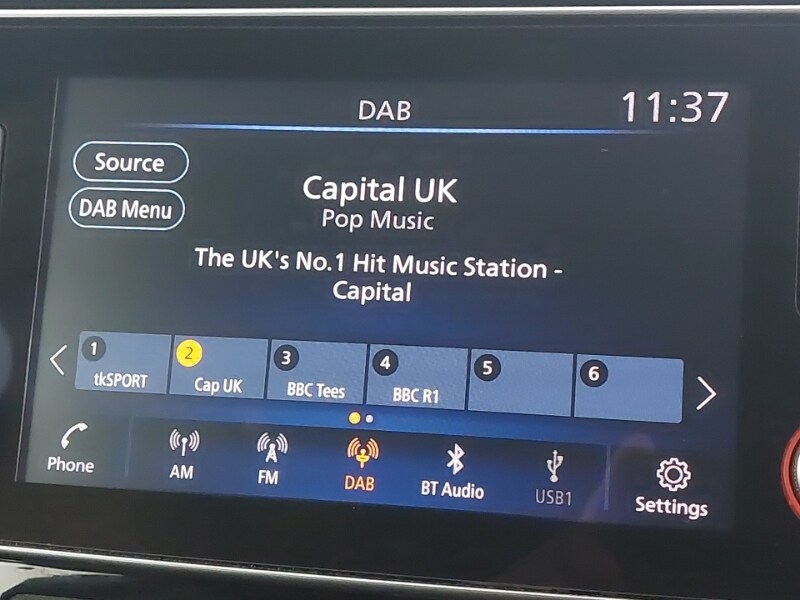 DAB
11:37
Source
DAB Menu
Capital UK
Pop Music
The UK's No.1 Hit Music Station -
Capital
1
tkSPORT
2
Cap UK
3
BBC Tees
4
BBC R1
5
6
Phone
AM
FM
DAB
BT Audio
USB1
Settings